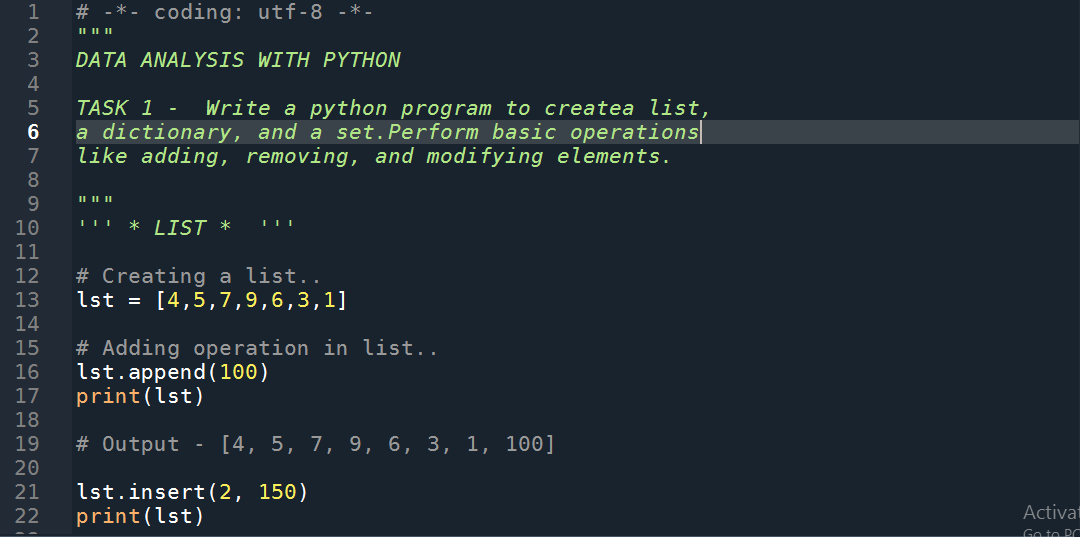 1 # -*- coding: utf-8 -*-
2 """
3 DATA ANALYSIS WITH PYTHON
4
5 TASK 1 -  Write a python program to createa list,
6 a dictionary, and a set.Perform basic operations
7 like adding, removing, and modifying elements.
8
9 """
10 ''' * LIST *  '''
11
12 # Creating a list..
13 lst = [4,5,7,9,6,3,1]
14
15 # Adding operation in list..
16 lst.append(100)
17 print(lst)
18
19 # Output - [4, 5, 7, 9, 6, 3, 1, 100]
20
21 lst.insert(2, 150)
22 print(lst)
Activat
Go to PC